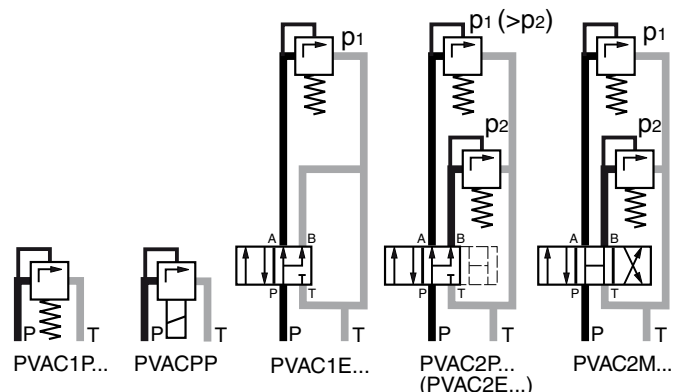 p1
p1 (>p2)
p1
p2
p2
A B
A B
A B
P T
P T
P T
P T
P T
P T
P T
P T
PVAC1P...
PVACPP
PVAC1E...
PVAC2P...
(PVAC2E...)
PVAC2M...